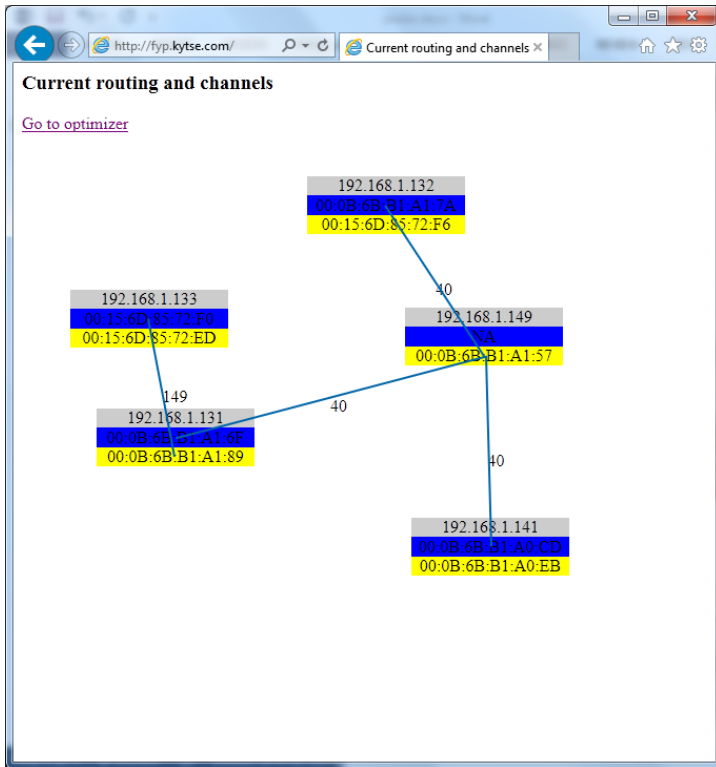 http://fyp.kytse.com/
Current routing and channels
Current routing and channels
Go to optimizer
192.168.1.132
00:0B:6B:B1:A1:7A
00:15:6D:85:72:F6
40
192.168.1.133
00:15:6D:85:72:F0
00:15:6D:85:72:ED
192.168.1.149
NA
00:0B:6B:B1:A1:57
149
40
192.168.1.131
00:0B:6B:B1:A1:6F
00:0B:6B:B1:A1:89
40
192.168.1.141
00:0B:6B:B1:A0:CD
00:0B:6B:B1:A0:EB